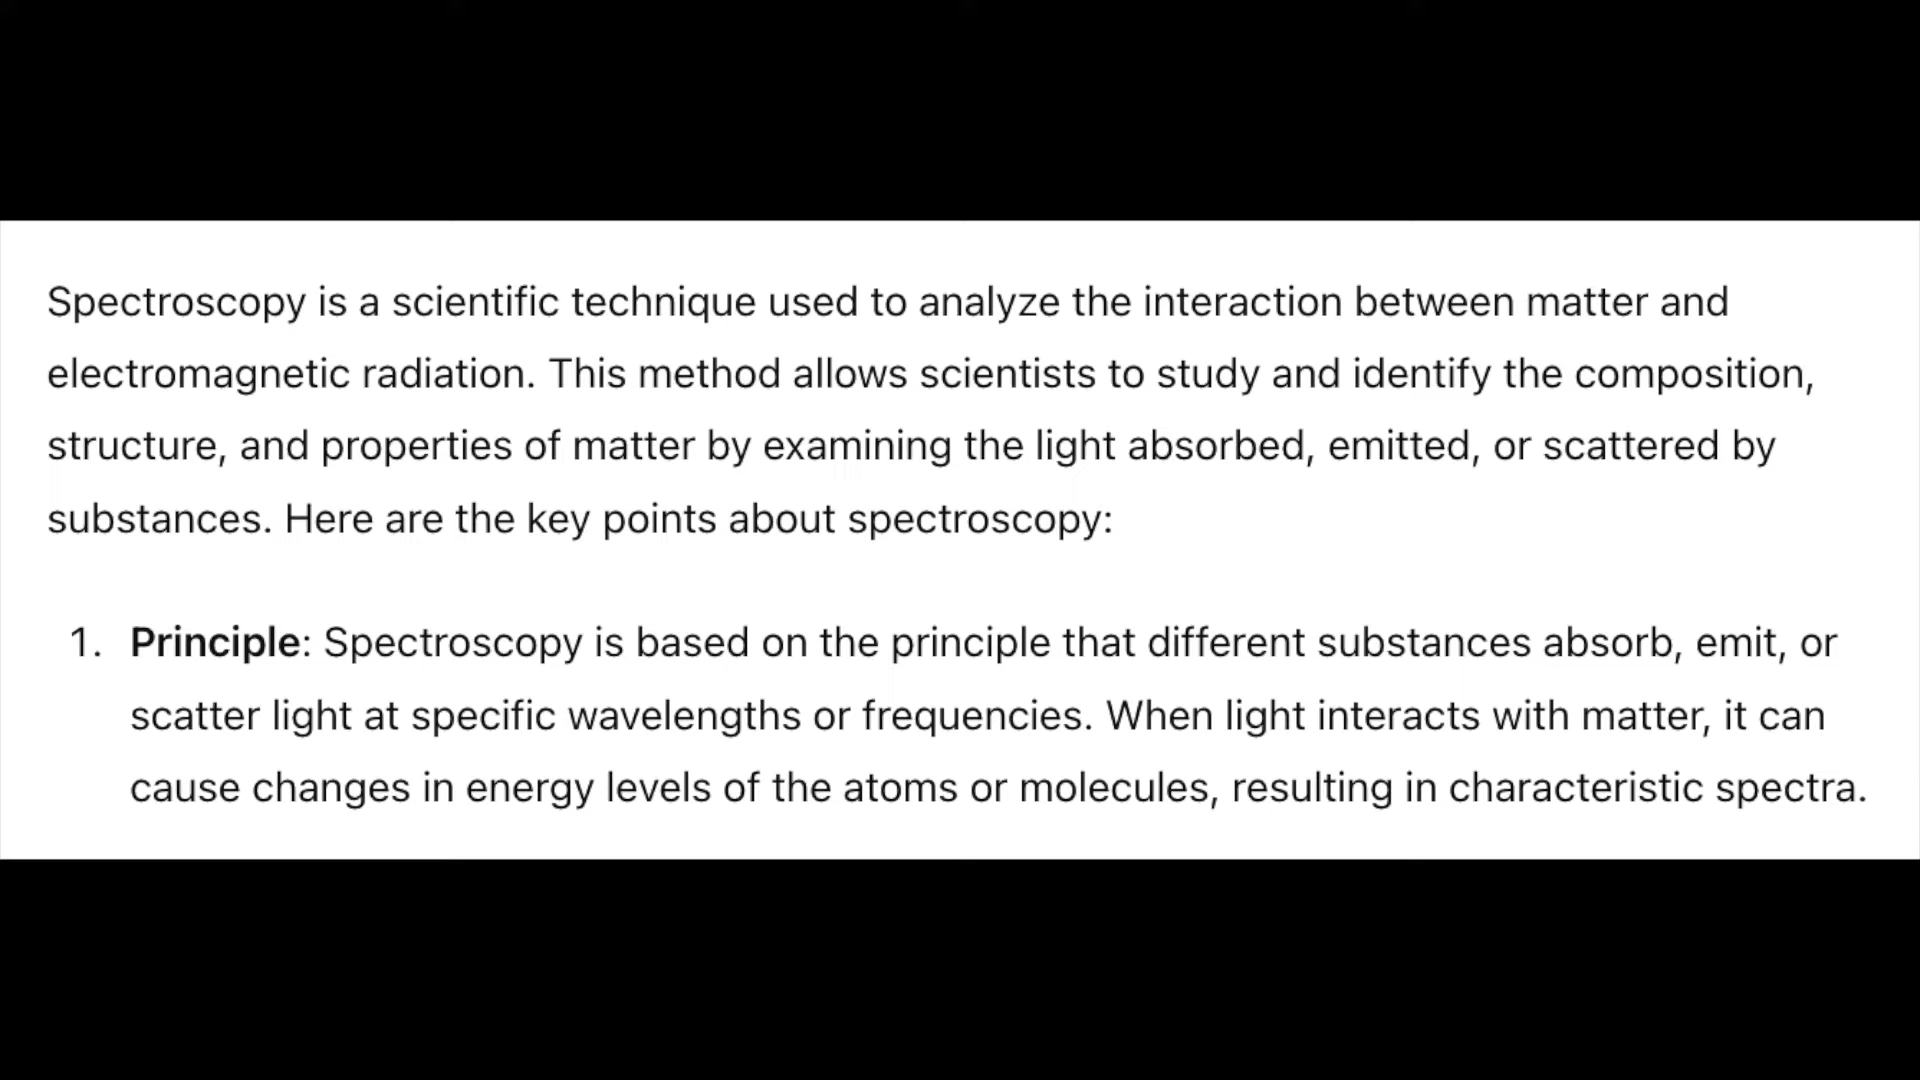 Spectroscopy is a scientific technique used to analyze the interaction between matter and
electromagnetic radiation. This method allows scientists to study and identify the composition,
structure, and properties of matter by examining the light absorbed, emitted, or scattered by
substances. Here are the key points about spectroscopy:
1. Principle: Spectroscopy is based on the principle that different substances absorb, emit, or
scatter light at specific wavelengths or frequencies. When light interacts with matter, it can
cause changes in energy levels of the atoms or molecules, resulting in characteristic spectra.